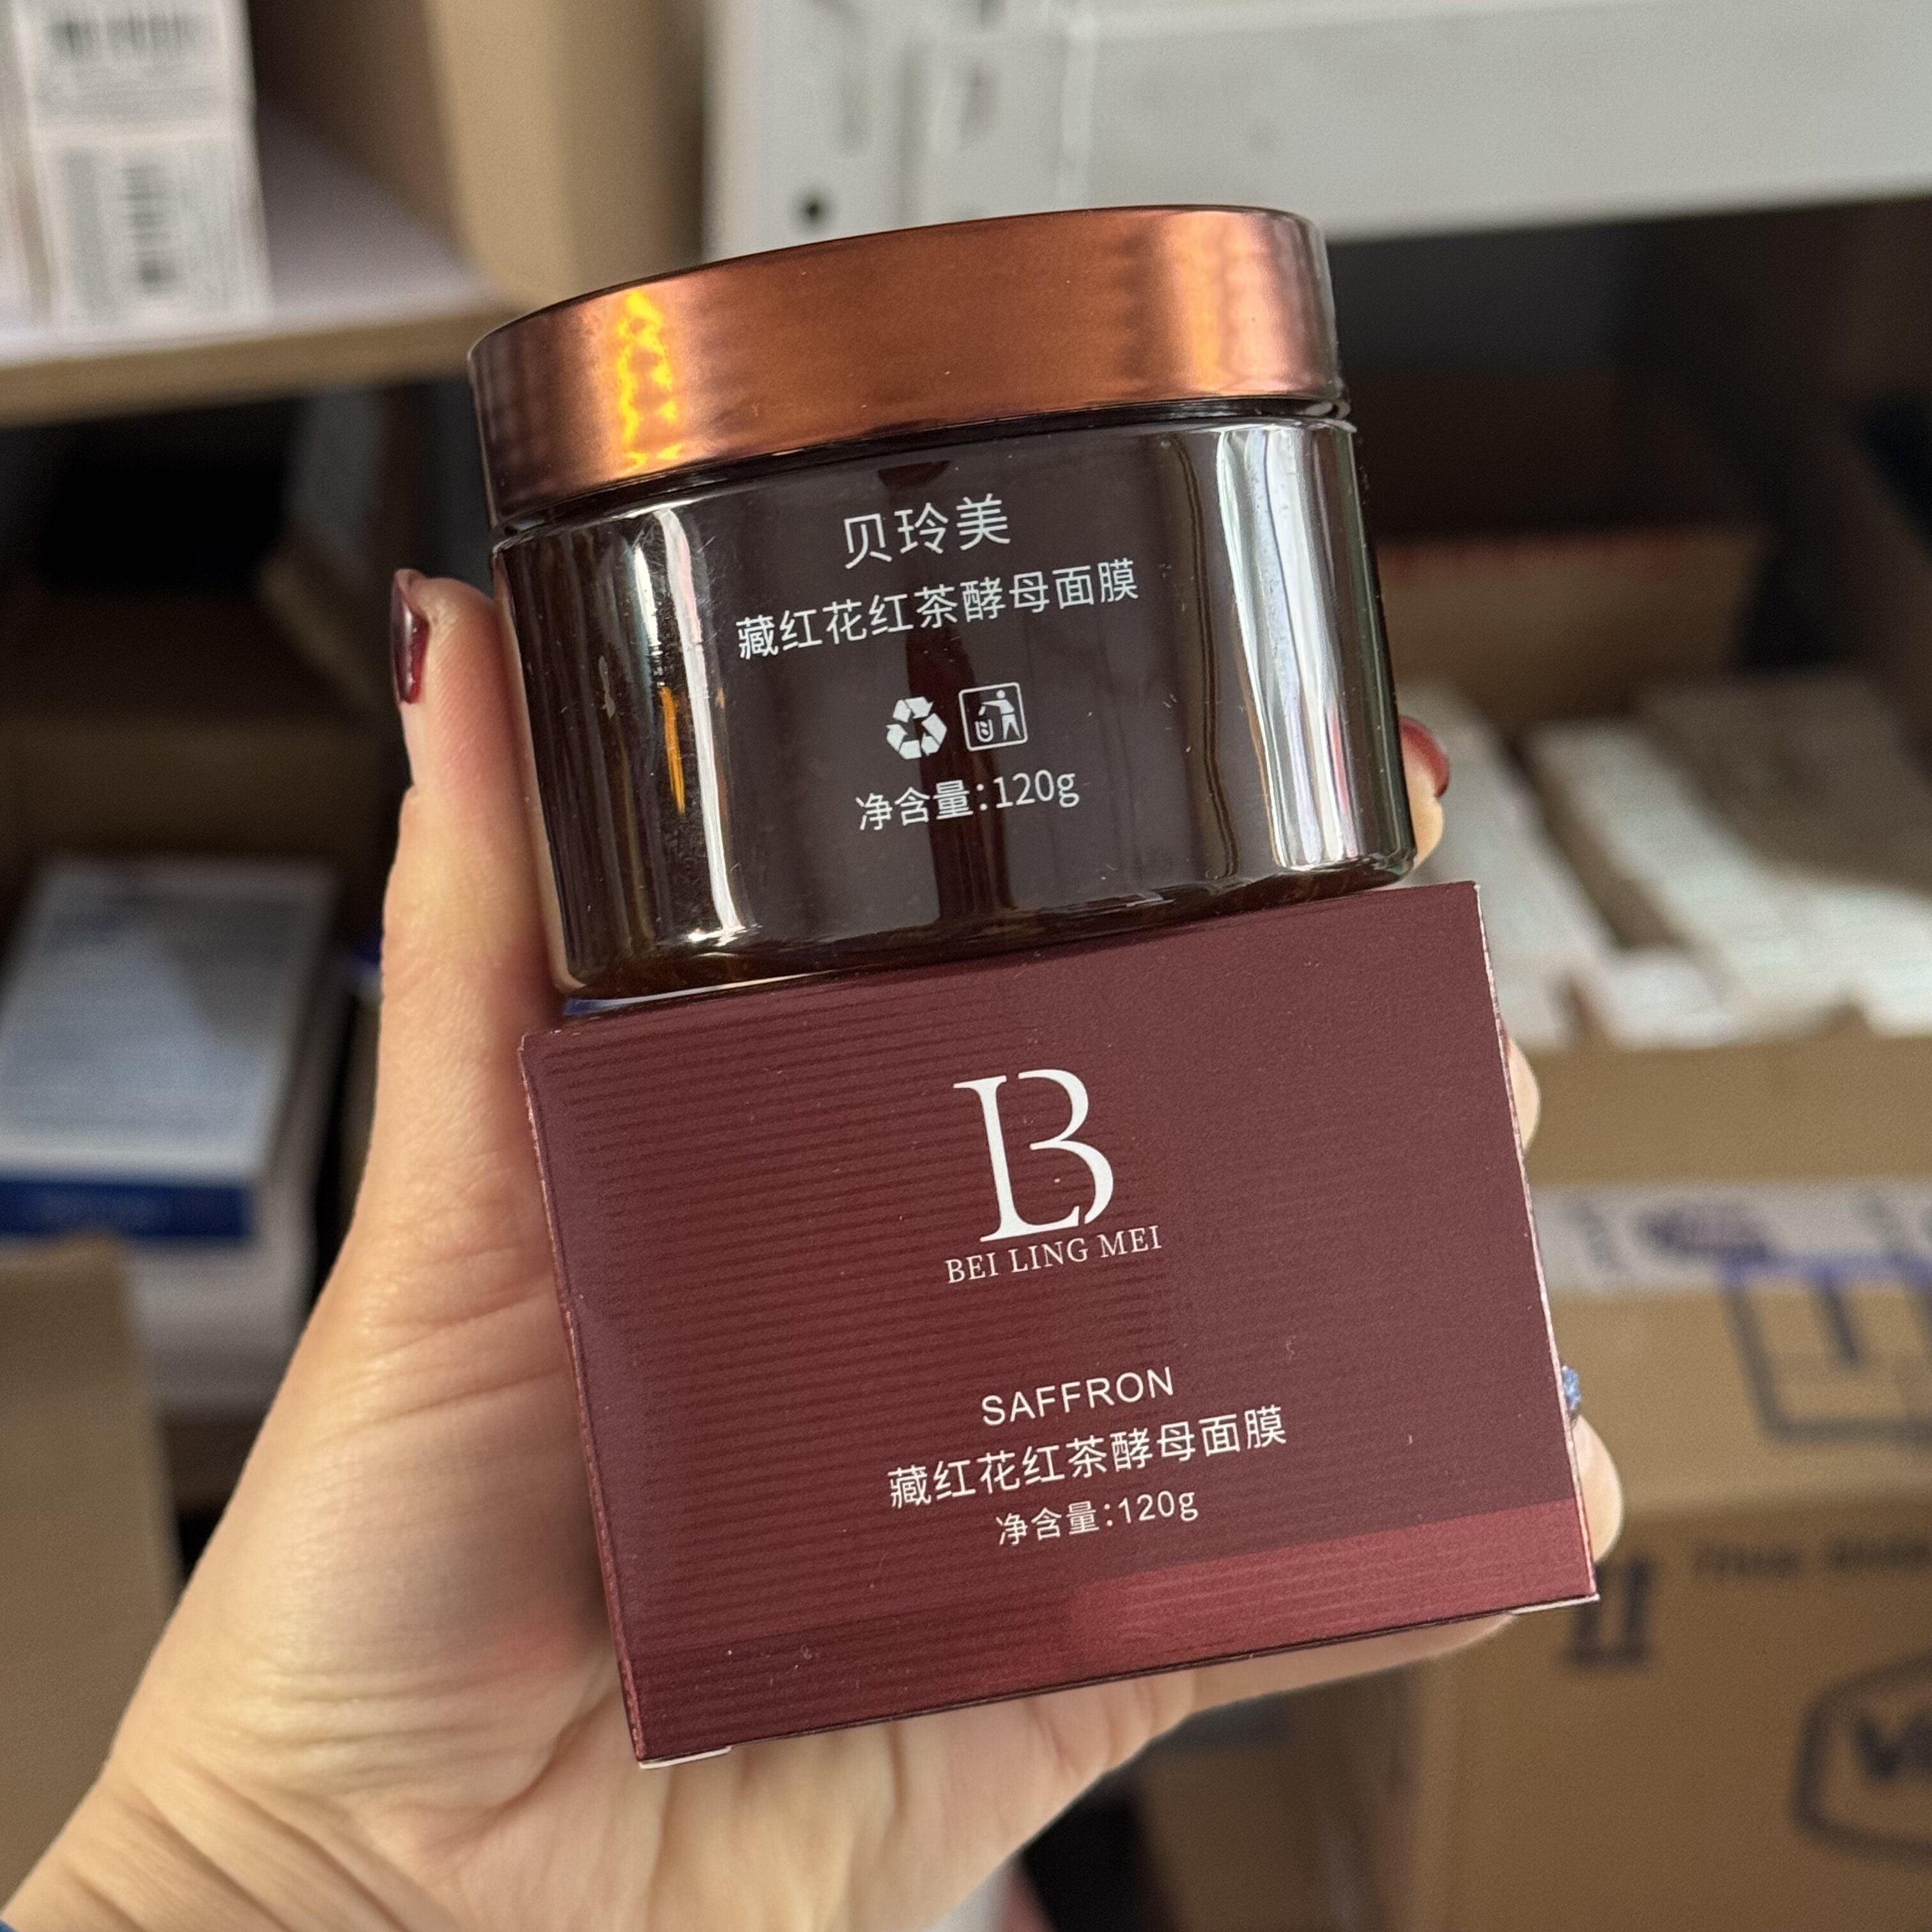 贝玲美
藏红花红茶酵母面膜
净含量:120g
B
BEI LING MEI
SAFFRON
藏红花红茶酵母面膜
净含量:120g